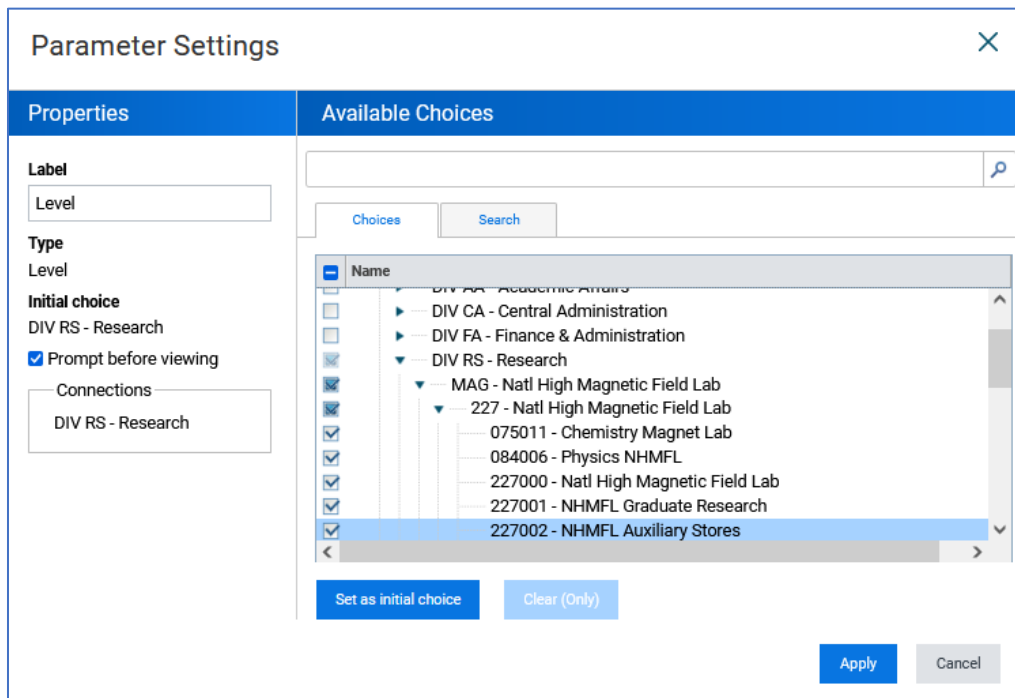 Parameter Settings
Properties
Available Choices
Label
Level
Type
Level
Initial choice
DIV RS - Research
Prompt before viewing
Connections
DIV RS - Research
Choices
Search
Name
DIV AA - Academic Affairs
DIV CA - Central Administration
DIV FA - Finance & Administration
DIV RS - Research
MAG - Natl High Magnetic Field Lab
227 - Natl High Magnetic Field Lab
075011 - Chemistry Magnet Lab
084006 - Physics NHMFL
227000 - Natl High Magnetic Field Lab
227001 - NHMFL Graduate Research
227002 - NHMFL Auxiliary Stores
Set as initial choice
Clear (Only)
Apply
Cancel